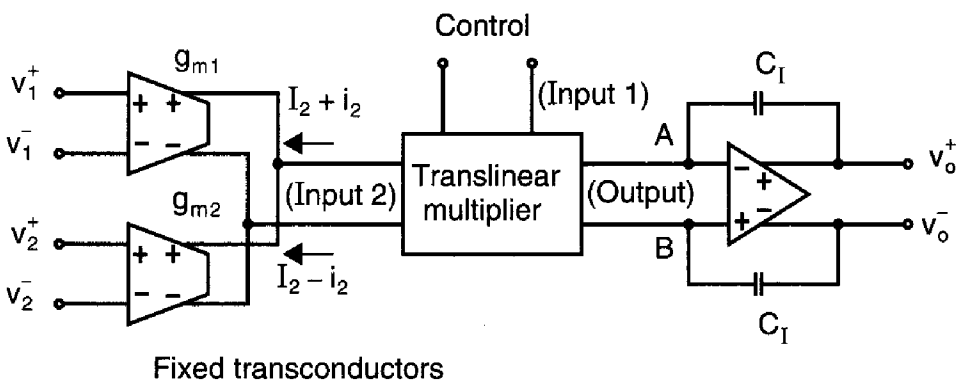 Control
g_m1
C_I
v_1^+
+ +
I_2 + i_2
(Input 1)
A
v_1^-
− −
−
+
v_o^+
(Input 2)
Translinear
multiplier
(Output)
g_m2
−
+
v_o^-
v_2^+
+ +
B
I_2 − i_2
v_2^-
− −
C_I
Fixed transconductors